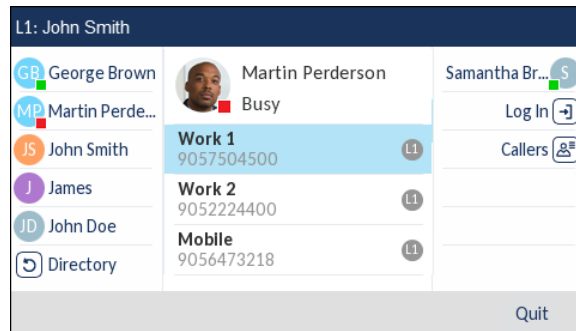 L1: John Smith
GB George Brown
MP Martin Perde...
JS John Smith
J James
JD John Doe
Directory
Martin Perderson
Busy
Work 1
9057504500 L1
Work 2
9052224400 L1
Mobile
9056473218 L1
Samantha Br... S
Log In
Callers
Quit